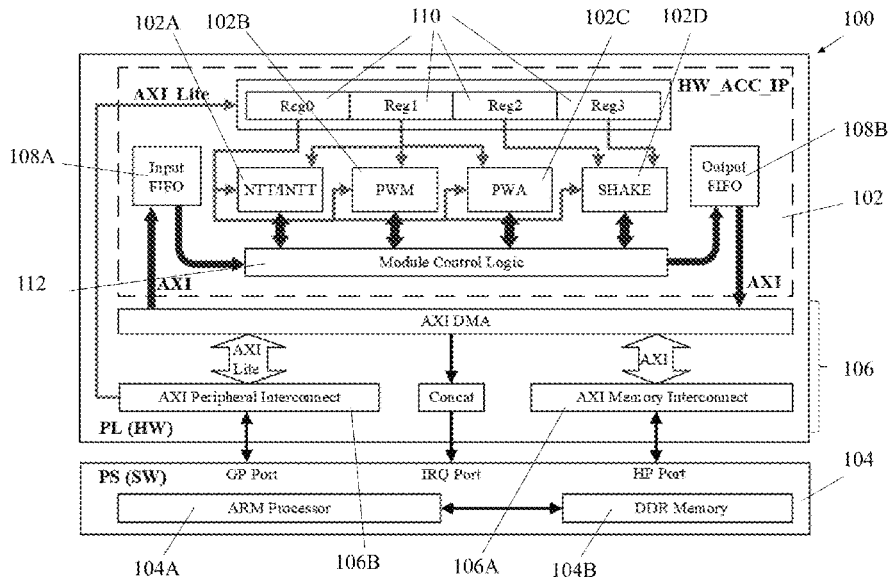 102A
102B
110
102C
102D
100
AXI Lite
HW_ACC_IP
Reg0
Reg1
Reg2
Reg3
108A
108B
Input
FIFO
NTT/INTT
PWM
PWA
SHAKE
Output
FIFO
102
112
Module Control Logic
AXI
AXI
AXI DMA
AXI
Lite
AXI
106
AXI Peripheral Interconnect
Concat
AXI Memory Interconnect
PL (HW)
PS (SW)
GP Port
IRQ Port
HP Port
104
ARM Processor
DDR Memory
104A
106B
106A
104B